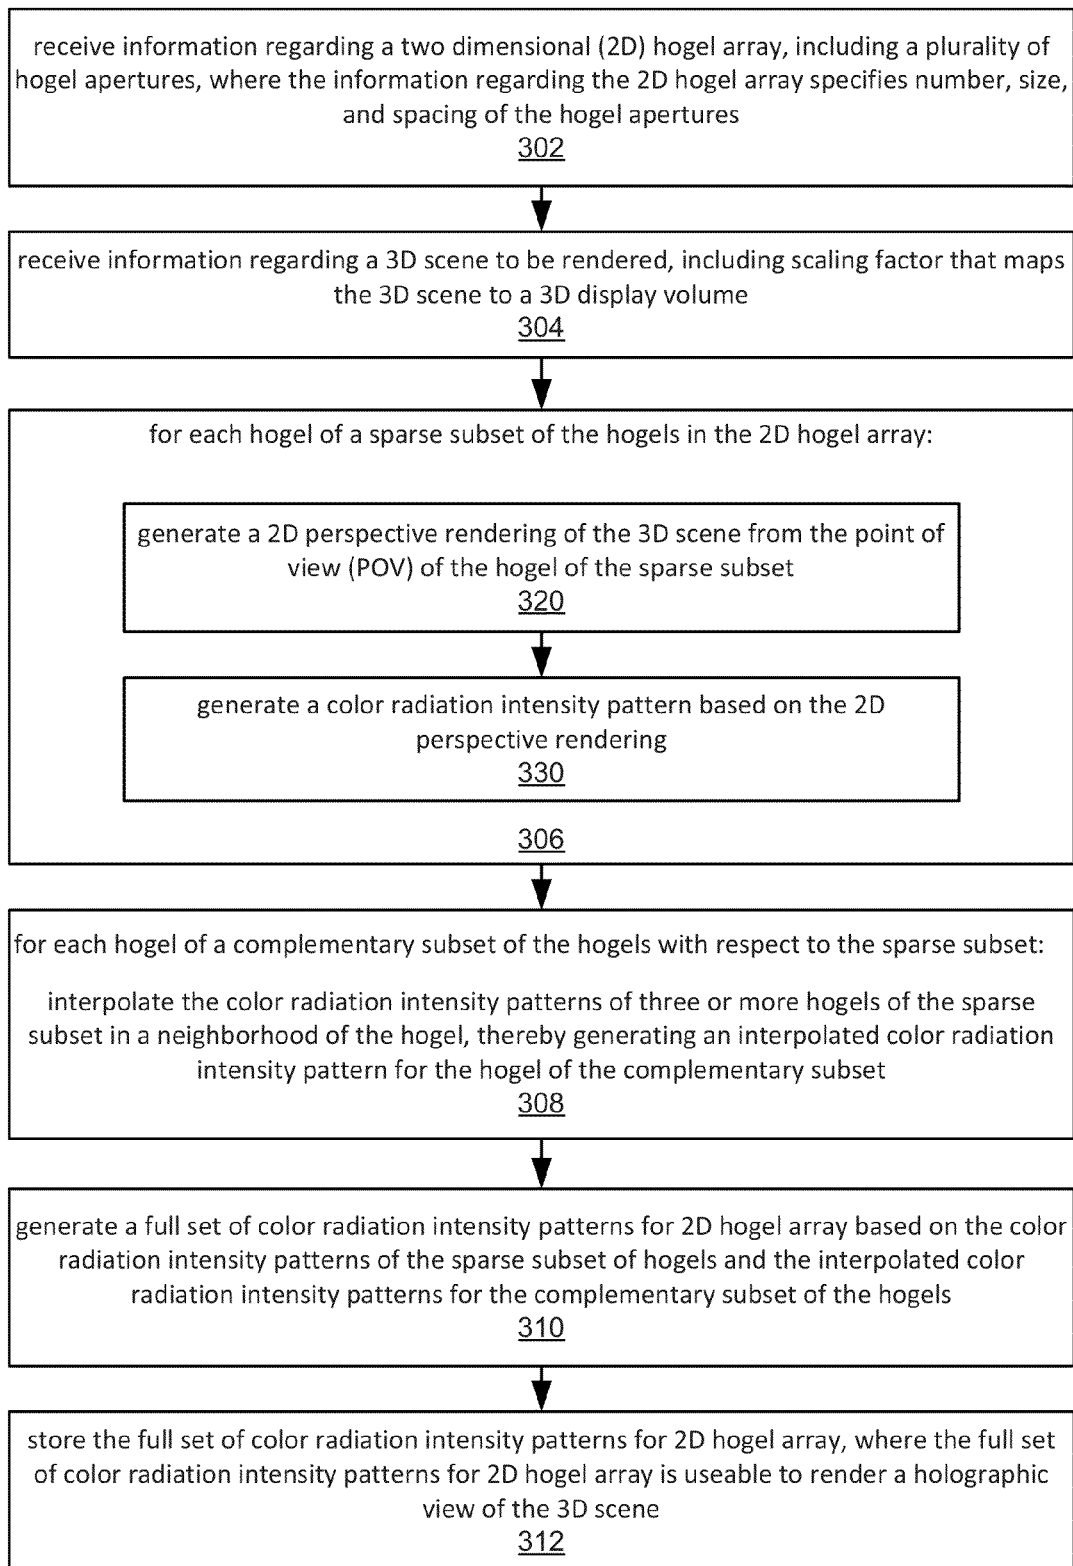 receive information regarding a two dimensional (2D) hogel array, including a plurality of
hogel apertures, where the information regarding the 2D hogel array specifies number, size,
and spacing of the hogel apertures
302
receive information regarding a 3D scene to be rendered, including scaling factor that maps
the 3D scene to a 3D display volume
304
for each hogel of a sparse subset of the hogels in the 2D hogel array:
generate a 2D perspective rendering of the 3D scene from the point of
view (POV) of the hogel of the sparse subset
320
generate a color radiation intensity pattern based on the 2D
perspective rendering
330
306
for each hogel of a complementary subset of the hogels with respect to the sparse subset:
interpolate the color radiation intensity patterns of three or more hogels of the sparse
subset in a neighborhood of the hogel, thereby generating an interpolated color radiation
intensity pattern for the hogel of the complementary subset
308
generate a full set of color radiation intensity patterns for 2D hogel array based on the color
radiation intensity patterns of the sparse subset of hogels and the interpolated color
radiation intensity patterns for the complementary subset of the hogels
310
store the full set of color radiation intensity patterns for 2D hogel array, where the full set
of color radiation intensity patterns for 2D hogel array is useable to render a holographic
view of the 3D scene
312